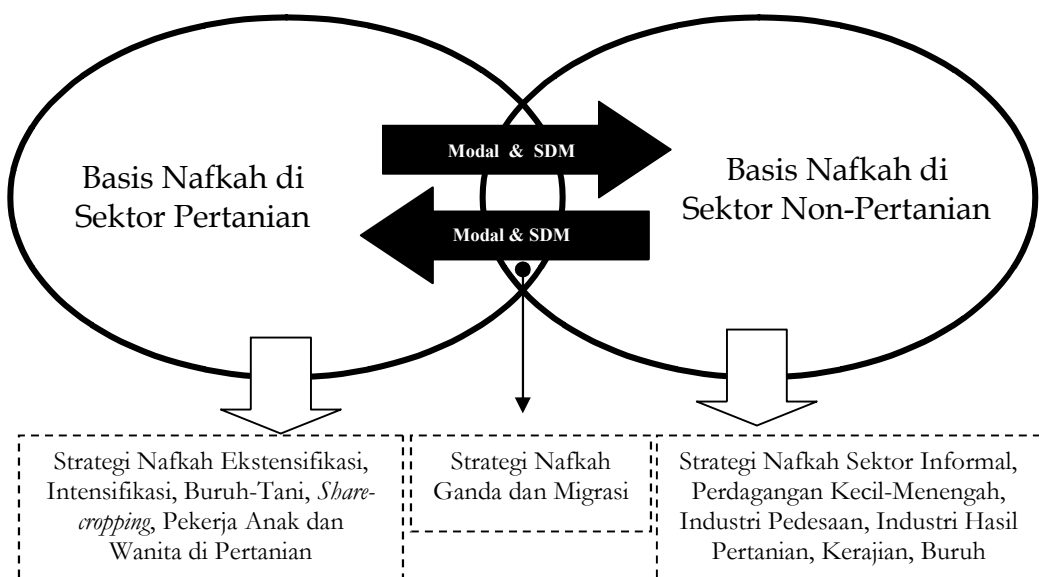 Basis Nafkah di
Sektor Pertanian
Modal & SDM
Modal & SDM
Basis Nafkah di
Sektor Non-Pertanian
Strategi Nafkah Ekstensifikasi,
Intensifikasi, Buruh-Tani, Share-
cropping, Pekerja Anak dan
Wanita di Pertanian
Strategi Nafkah
Ganda dan Migrasi
Strategi Nafkah Sektor Informal,
Perdagangan Kecil-Menengah,
Industri Pedesaan, Industri Hasil
Pertanian, Kerajian, Buruh